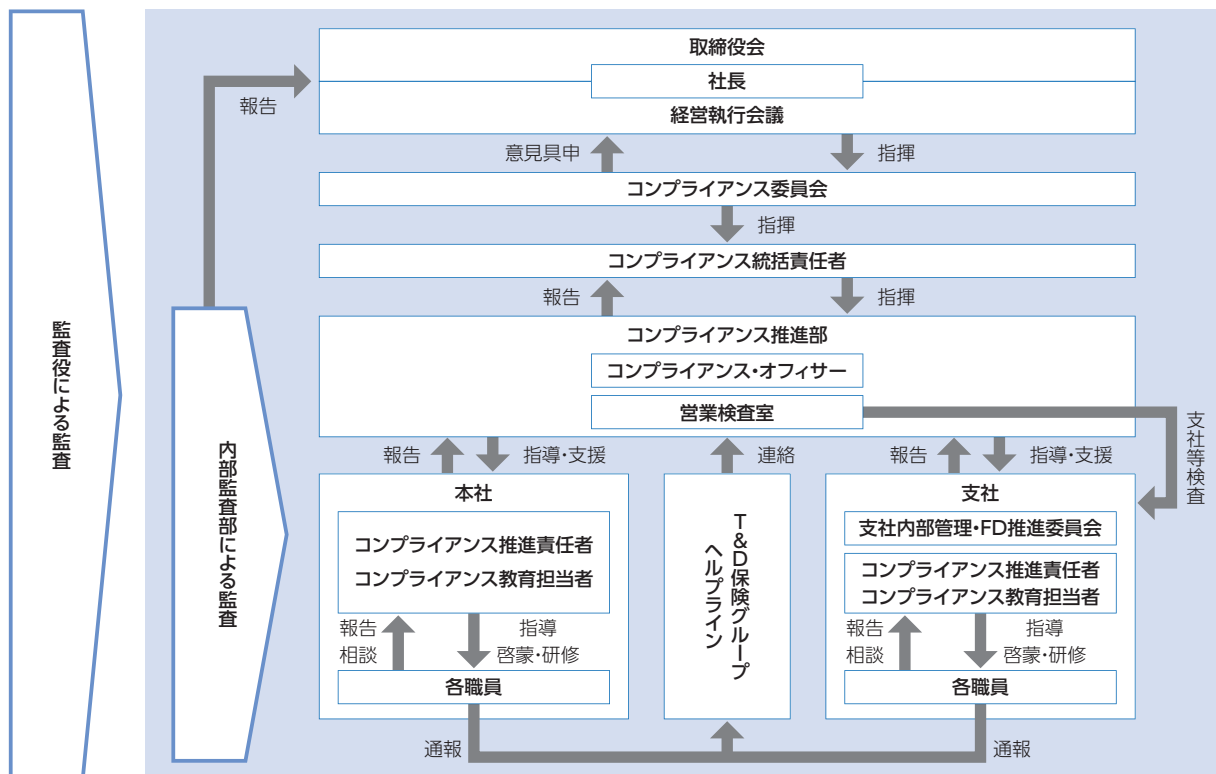 取締役会
社長
経営執行会議
報告
意見具申
指揮
コンプライアンス委員会
指揮
コンプライアンス統括責任者
報告
指揮
コンプライアンス推進部
コンプライアンス・オフィサー
営業検査室
監査役による監査
内部監査部による監査
支社等検査
報告
指導・支援
連絡
報告
指導・支援
本社
コンプライアンス推進責任者
コンプライアンス教育担当者
報告
相談
指導
啓蒙・研修
各職員
T&D保険グループ
ヘルプライン
支社
支社内部管理・FD推進委員会
コンプライアンス推進責任者
コンプライアンス教育担当者
報告
相談
指導
啓蒙・研修
各職員
通報
通報